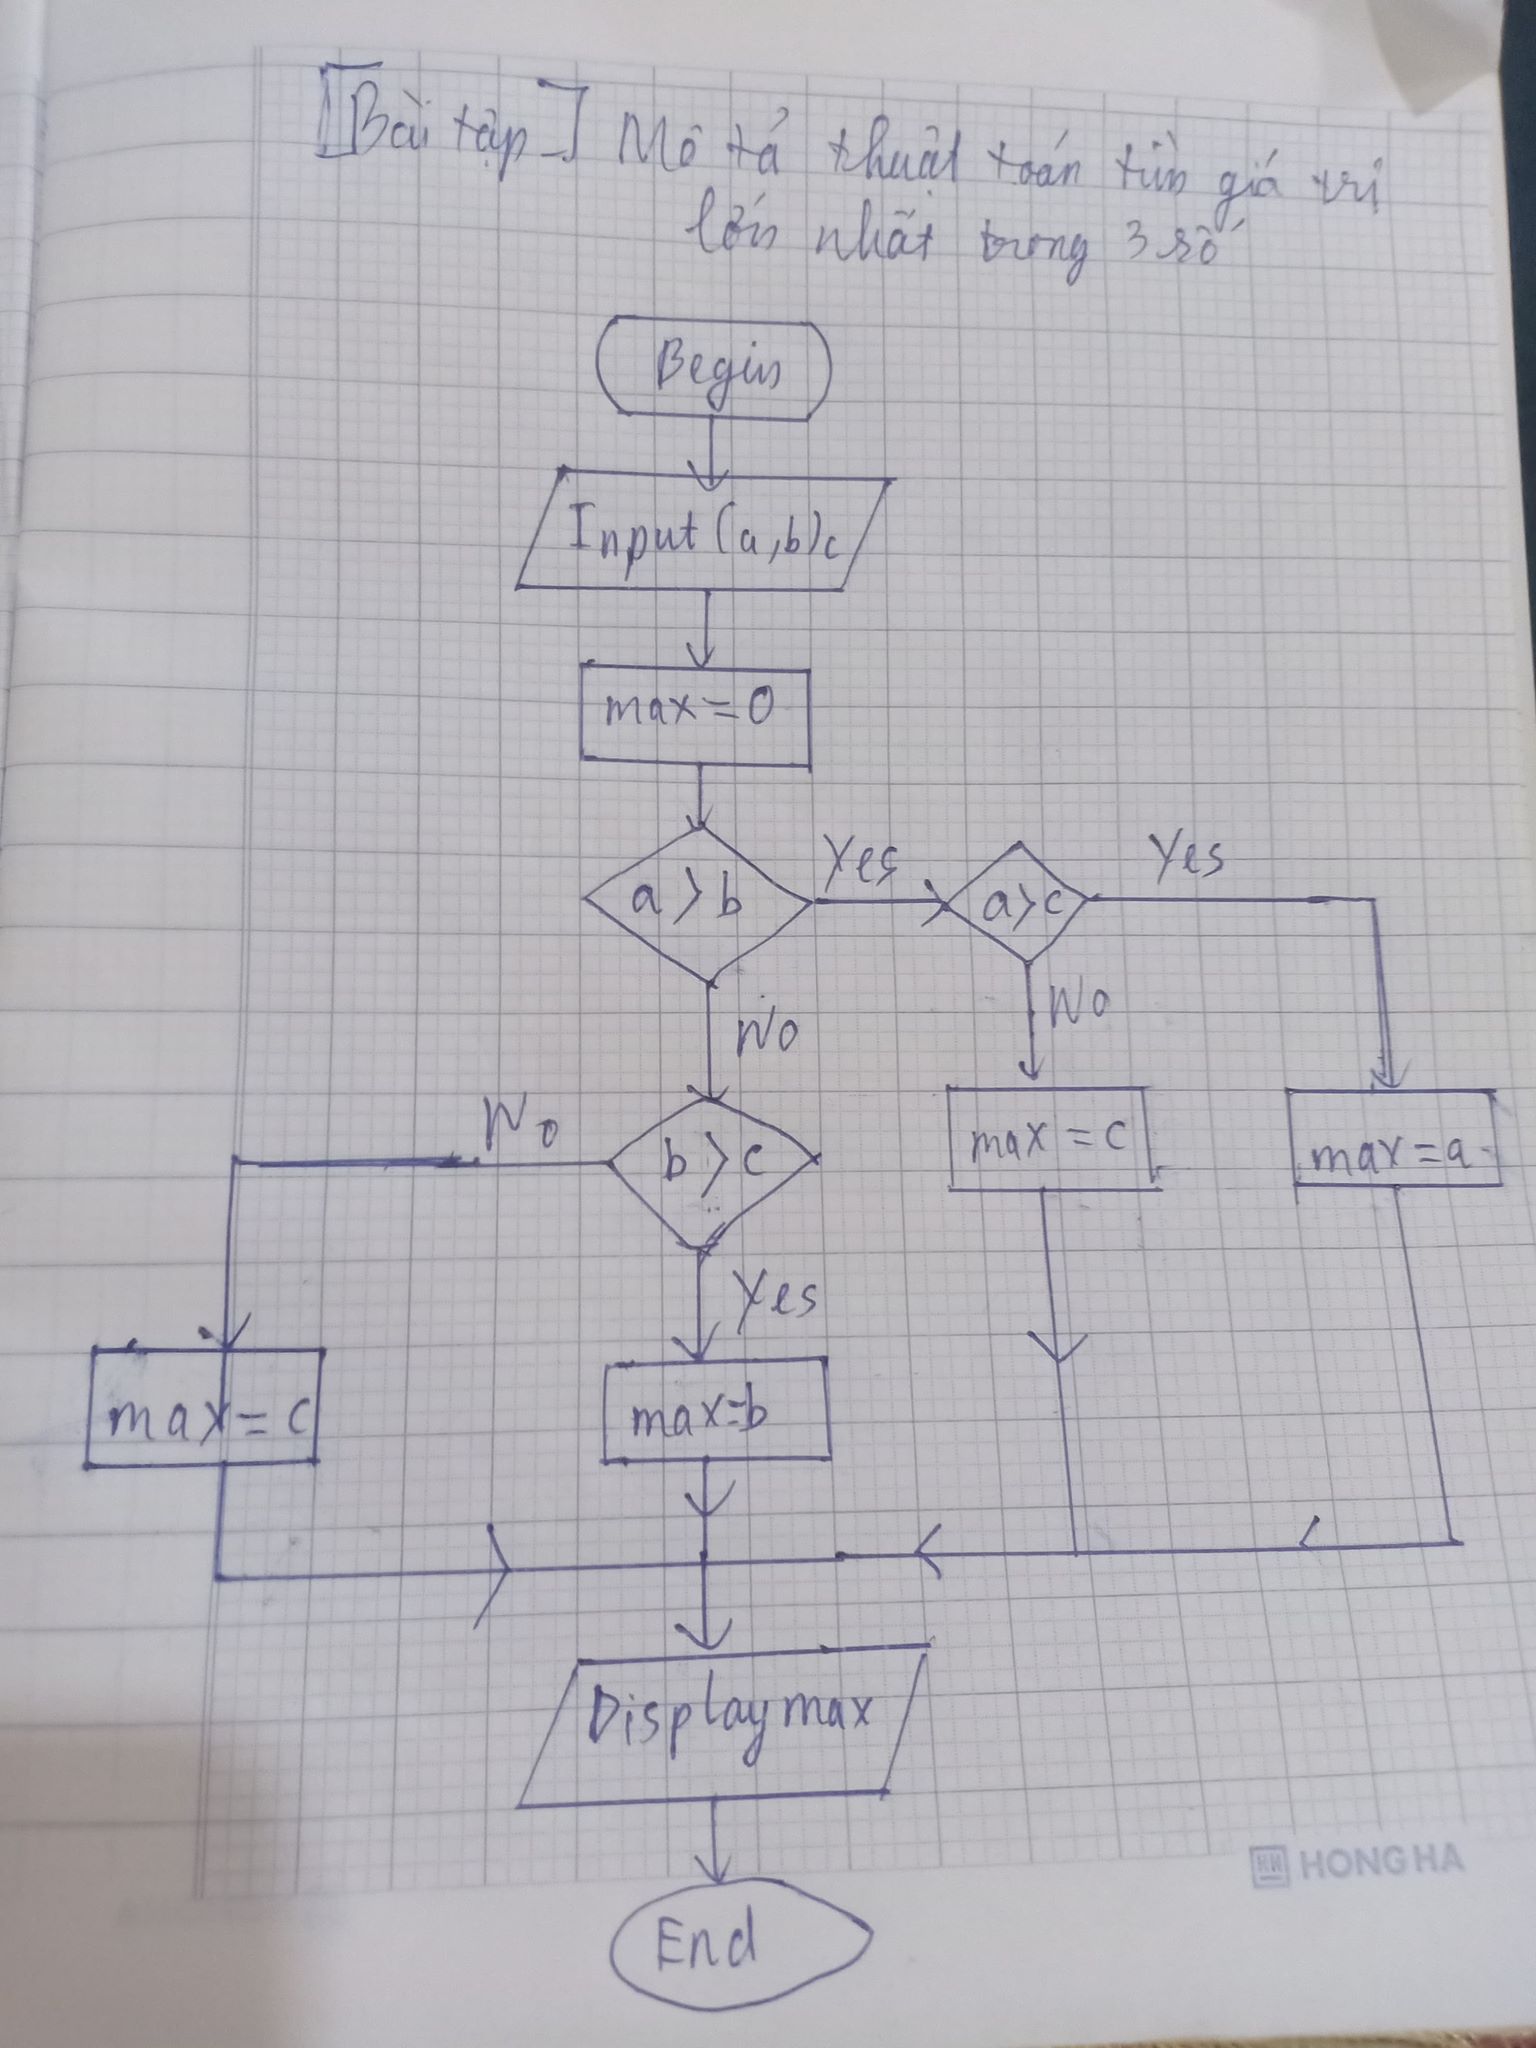 [Bài tập] Mô tả thuật toán tìm giá trị
lớn nhất trong 3 số
Begin
Input (a,b)c
max=0
a>b
Yes
a>c
Yes
No
No
No
b>c
max=c
max=a
Yes
max=c
max=b
Display max
HONG HA
End